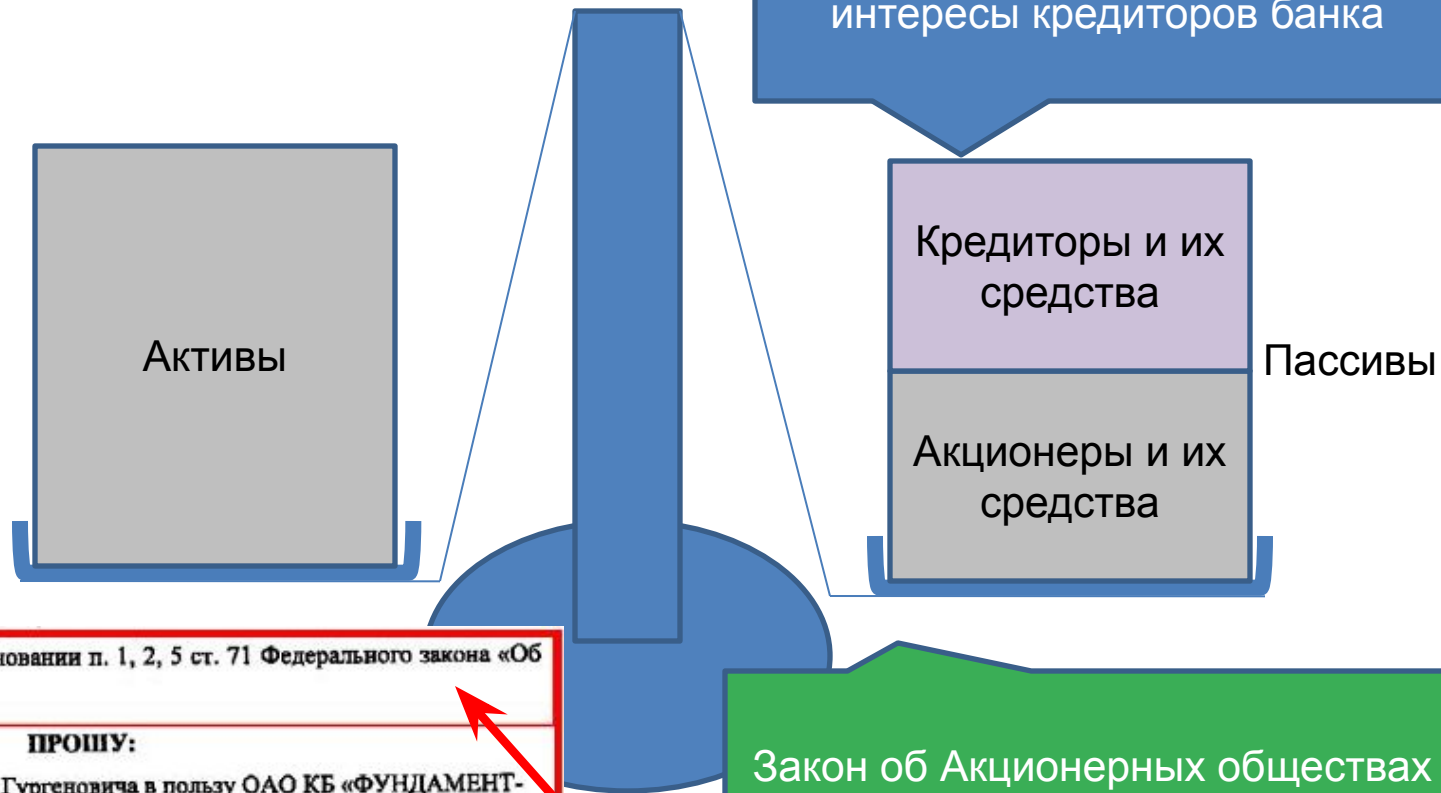 интересы кредиторов банка
Кредиторы и их
средства
Активы
Пассивы
Акционеры и их
средства
п. 1, 2, 5 ст. 71 Федерального закона «Об
ПРОШУ:
Гургеновича в пользу ОАО КБ «ФУНДАМЕНТ-
Закон об Акционерных обществах